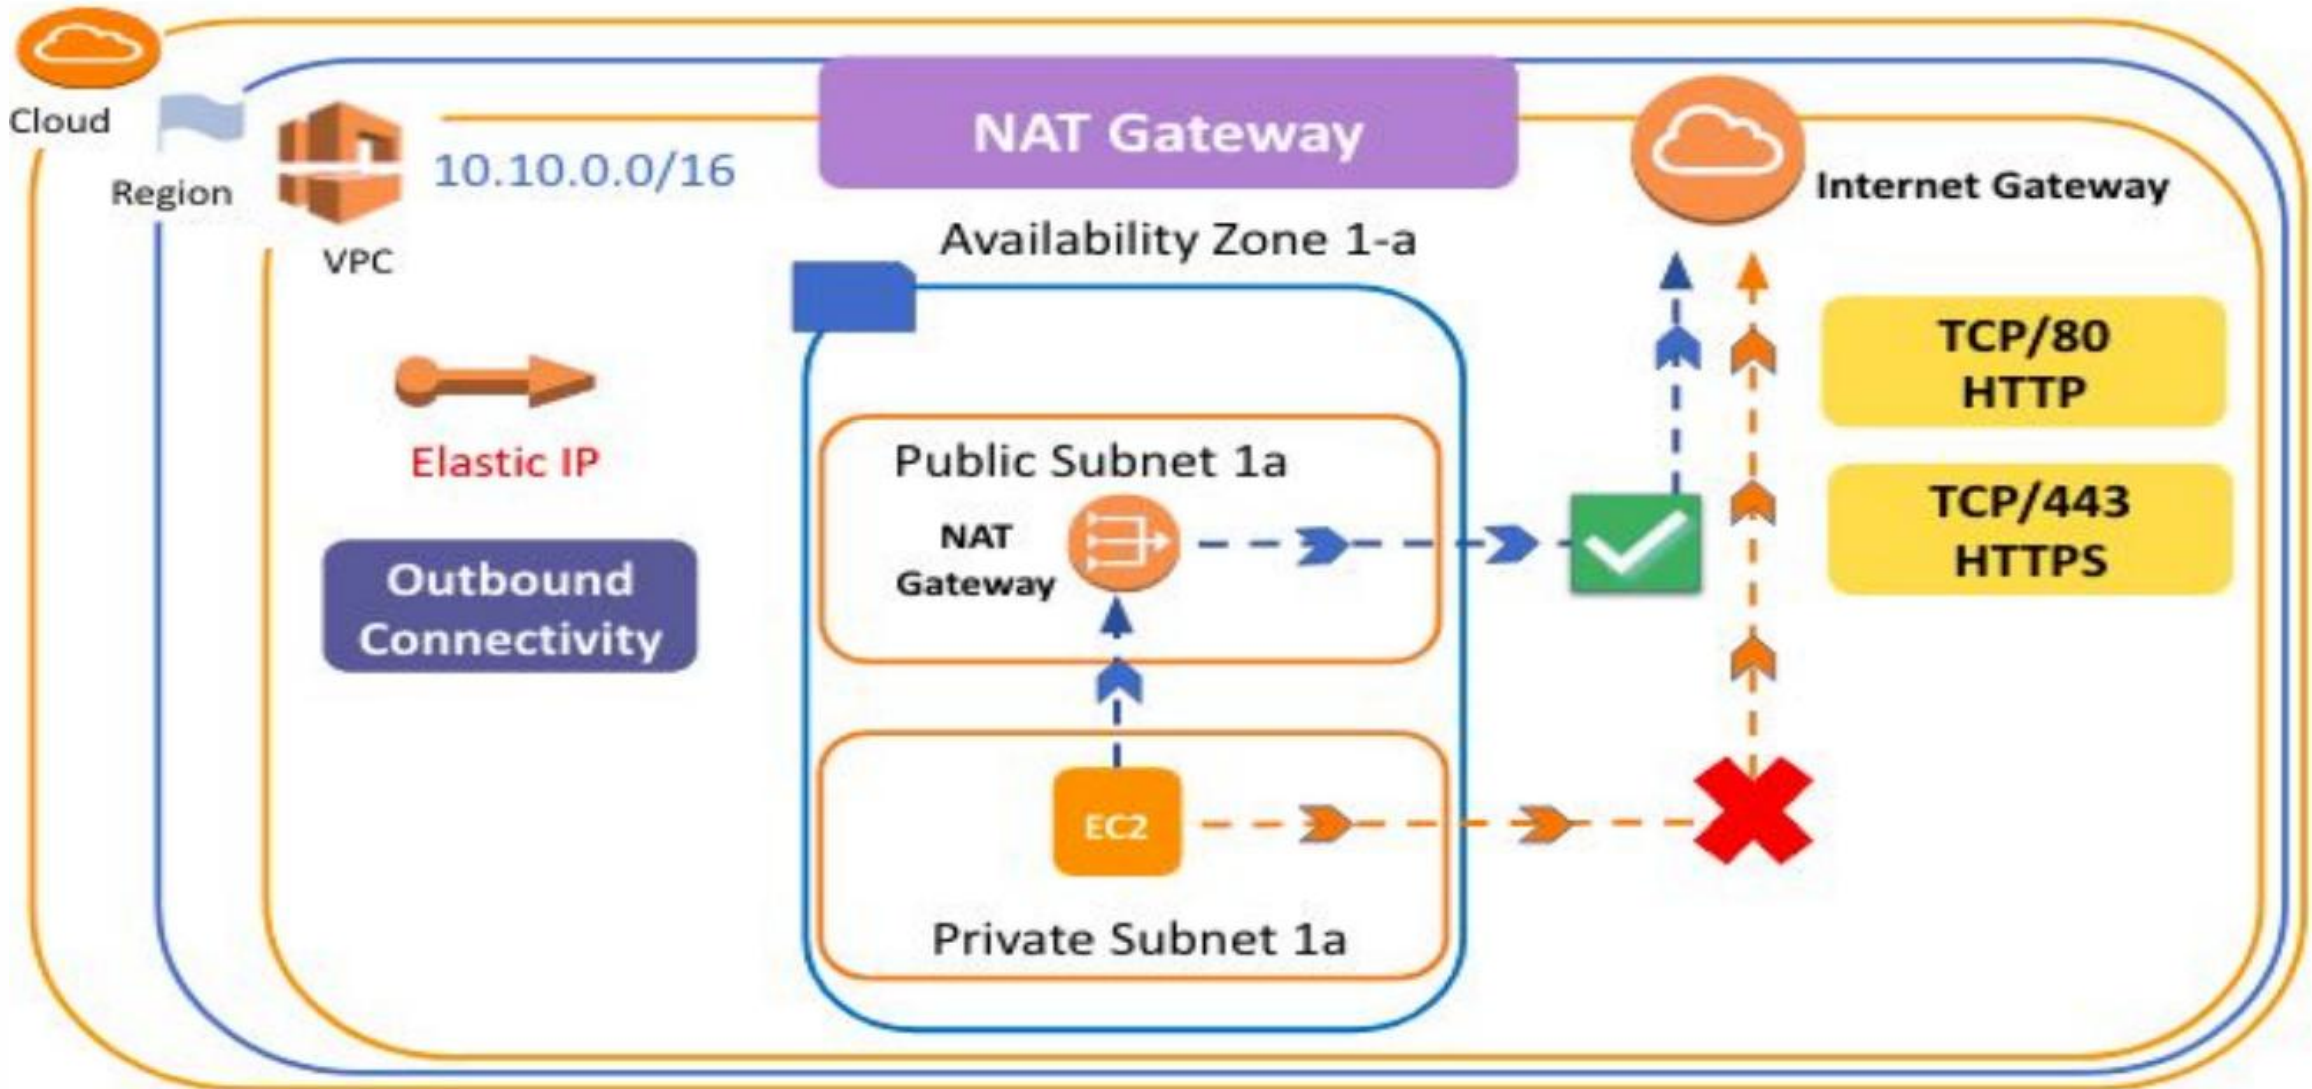 Cloud
Region
VPC
10.10.0.0/16
NAT Gateway
Internet Gateway
Availability Zone 1-a
Elastic IP
Outbound
Connectivity
Public Subnet 1a
NAT
Gateway
EC2
Private Subnet 1a
TCP/80
HTTP
TCP/443
HTTPS